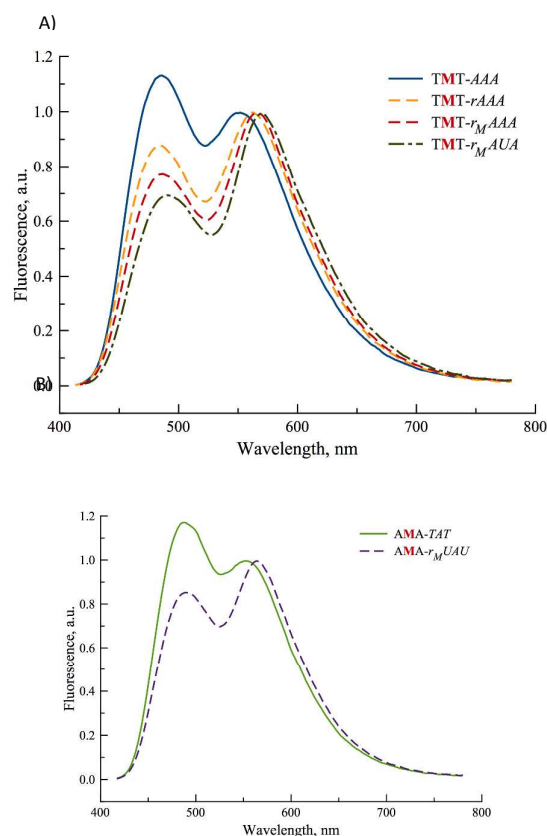 A)
1.2
1.0
0.8
0.6
0.4
0.2
0.0
Fluorescence, a.u.
TMT-AAA
TMT-rAAA
TMT-rMAAA
TMT-rMAUA
400 500 600 700 800
Wavelength, nm
B)
1.2
1.0
0.8
0.6
0.4
0.2
0.0
Fluorescence, a.u.
AMA-TAT
AMA-rMUAU
400 500 600 700 800
Wavelength, nm